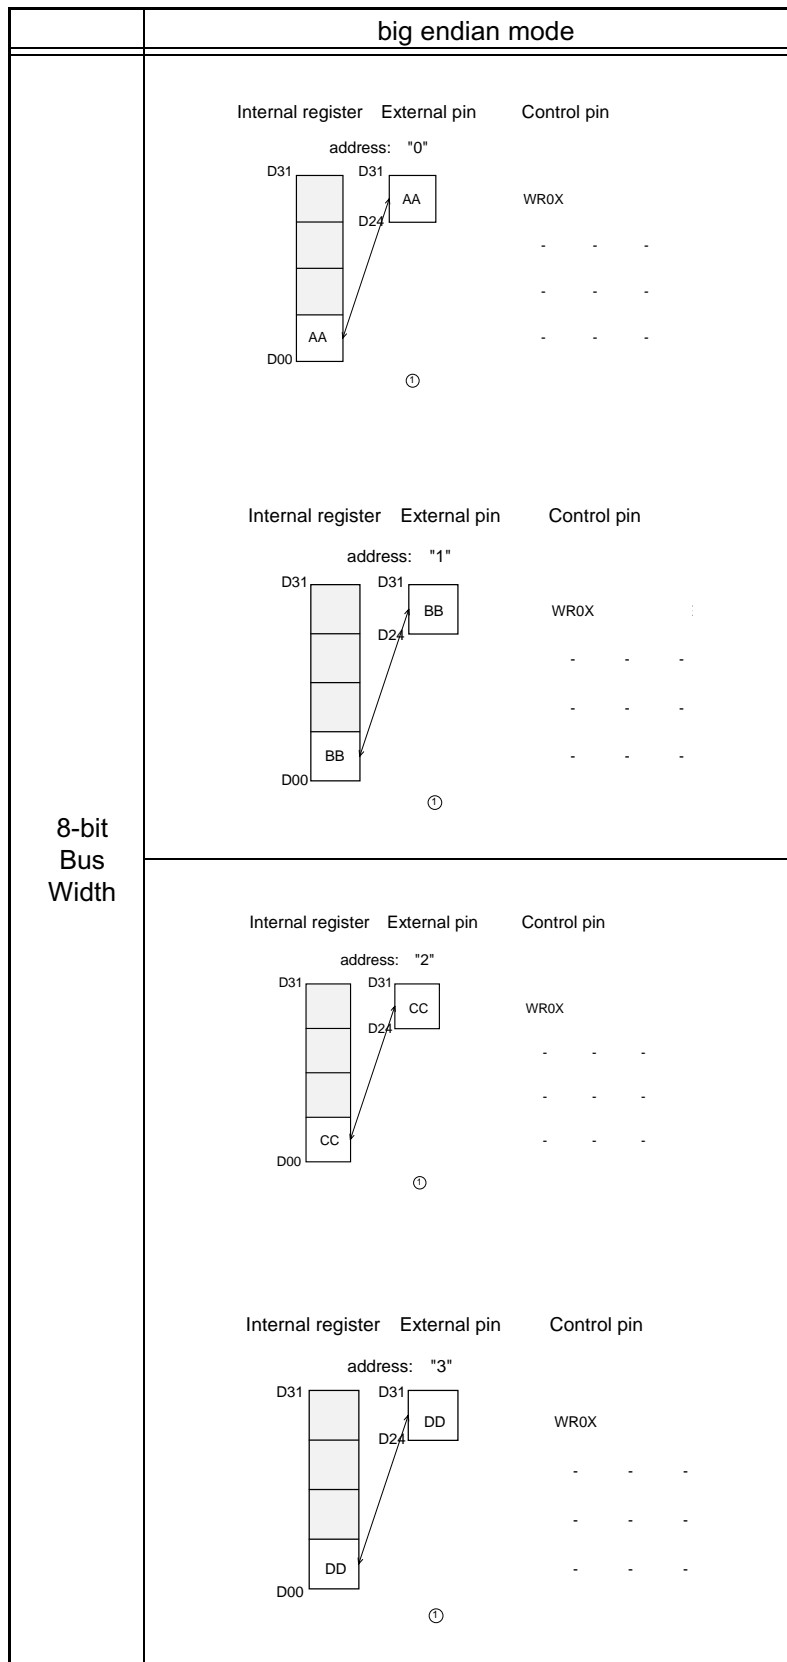 big endian mode
8-bit
Bus
Width
Internal register External pin Control pin
address: "0"
D31 D31
AA WR0X
D24
- - -
- - -
AA - - -
D00
1
Internal register External pin Control pin
address: "1"
D31 D31
BB WR0X
D24
- - -
- - -
BB - - -
D00
1
Internal register External pin Control pin
address: "2"
D31 D31
CC WR0X
D24
- - -
- - -
CC - - -
D00
1
Internal register External pin Control pin
address: "3"
D31 D31
DD WR0X
D24
- - -
- - -
DD - - -
D00
1